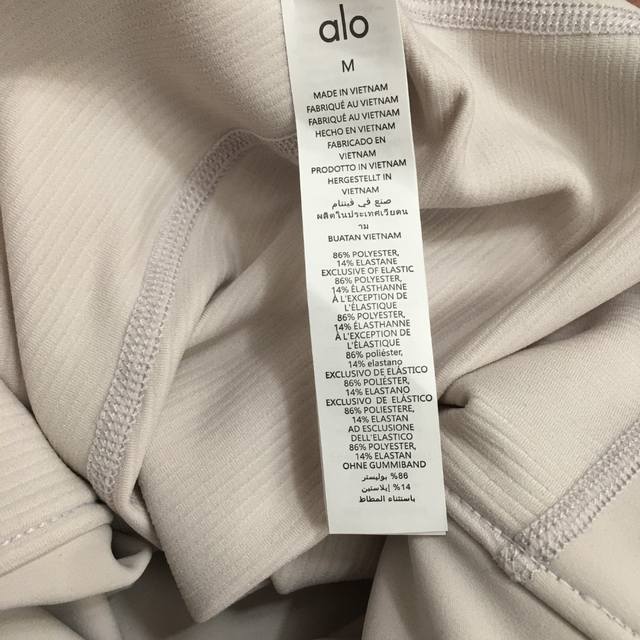 alo
M
MADE IN VIETNAM
FABRIQUÉ AU VIETNAM
FABRIQUÉ AU VIETNAM
HECHO EN VIETNAM
FABRICADO EN
VIETNAM
PRODOTTO IN VIETNAM
HERGESTELLT IN
VIETNAM
صنع في فيتنام
ผลิตในประเทศเวียดนา
าม
BUATAN VIETNAM
86% POLYESTER,
14% ELASTANE
EXCLUSIVE OF ELASTIC
86% POLYESTER,
14% ÉLASTHANNE
À L'EXCEPTION DE
L'ÉLASTIQUE
86% POLYESTER,
14% ÉLASTHANNE
À L'EXCEPTION DE
L'ÉLASTIQUE
86% poliéster,
14% elastano
EXCLUSIVO DE ELÁSTICO
86% POLIÉSTER,
14% ELASTANO
EXCLUSIVO DE ELÁSTICO
86% POLIESTERE,
14% ELASTAN
AD ESCLUSIONE
DELL'ELASTICO
86% POLYESTER,
14% ELASTAN
OHNE GUMMIBAND
%86 بوليستر
%14 إيلاستين
باستثناء المطاط